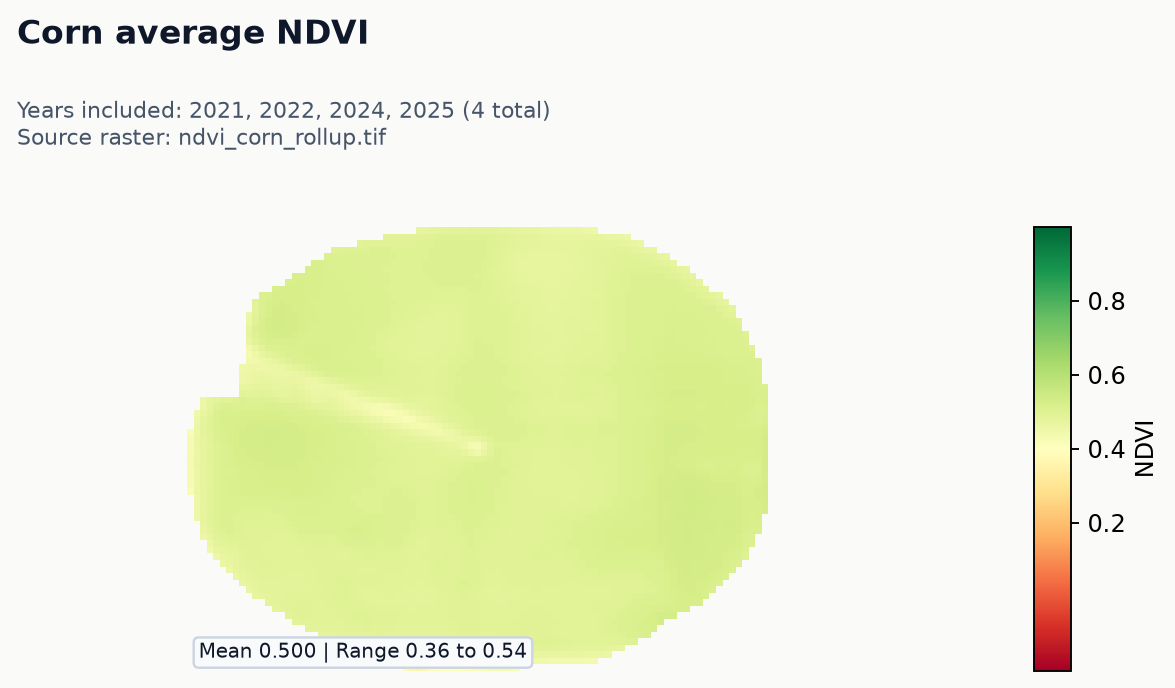 Corn average NDVI
Years included: 2021, 2022, 2024, 2025 (4 total)
Source raster: ndvi_corn_rollup.tif
0.8
0.6
0.4
0.2
NDVI
Mean 0.500 | Range 0.36 to 0.54